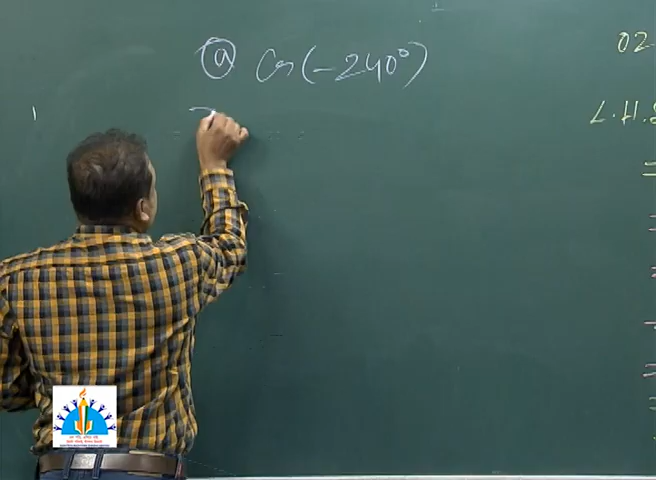 ⓐ Cos(-240°)
02-
L.H.S
=